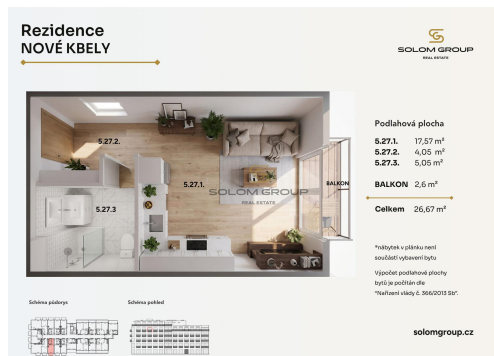 Rezidence
NOVÉ KBELY
SOLOM GROUP
REAL ESTATE
5.27.2.
5.27.1.
5.27.3
BALKON
SOLOM GROUP
REAL ESTATE
Podlahová plocha
5.27.1. 17,57 m²
5.27.2. 4,05 m²
5.27.3. 5,05 m²
BALKON 2,6 m²
Celkem 26,67 m²
*nábytek v plánku není
součástí vybavení bytu
Výpočet podlahové plochy
bytů je počítán dle
"Nařízení vlády č. 366/2013 Sb".
Schéma půdorys
Schéma pohled
solomgroup.cz